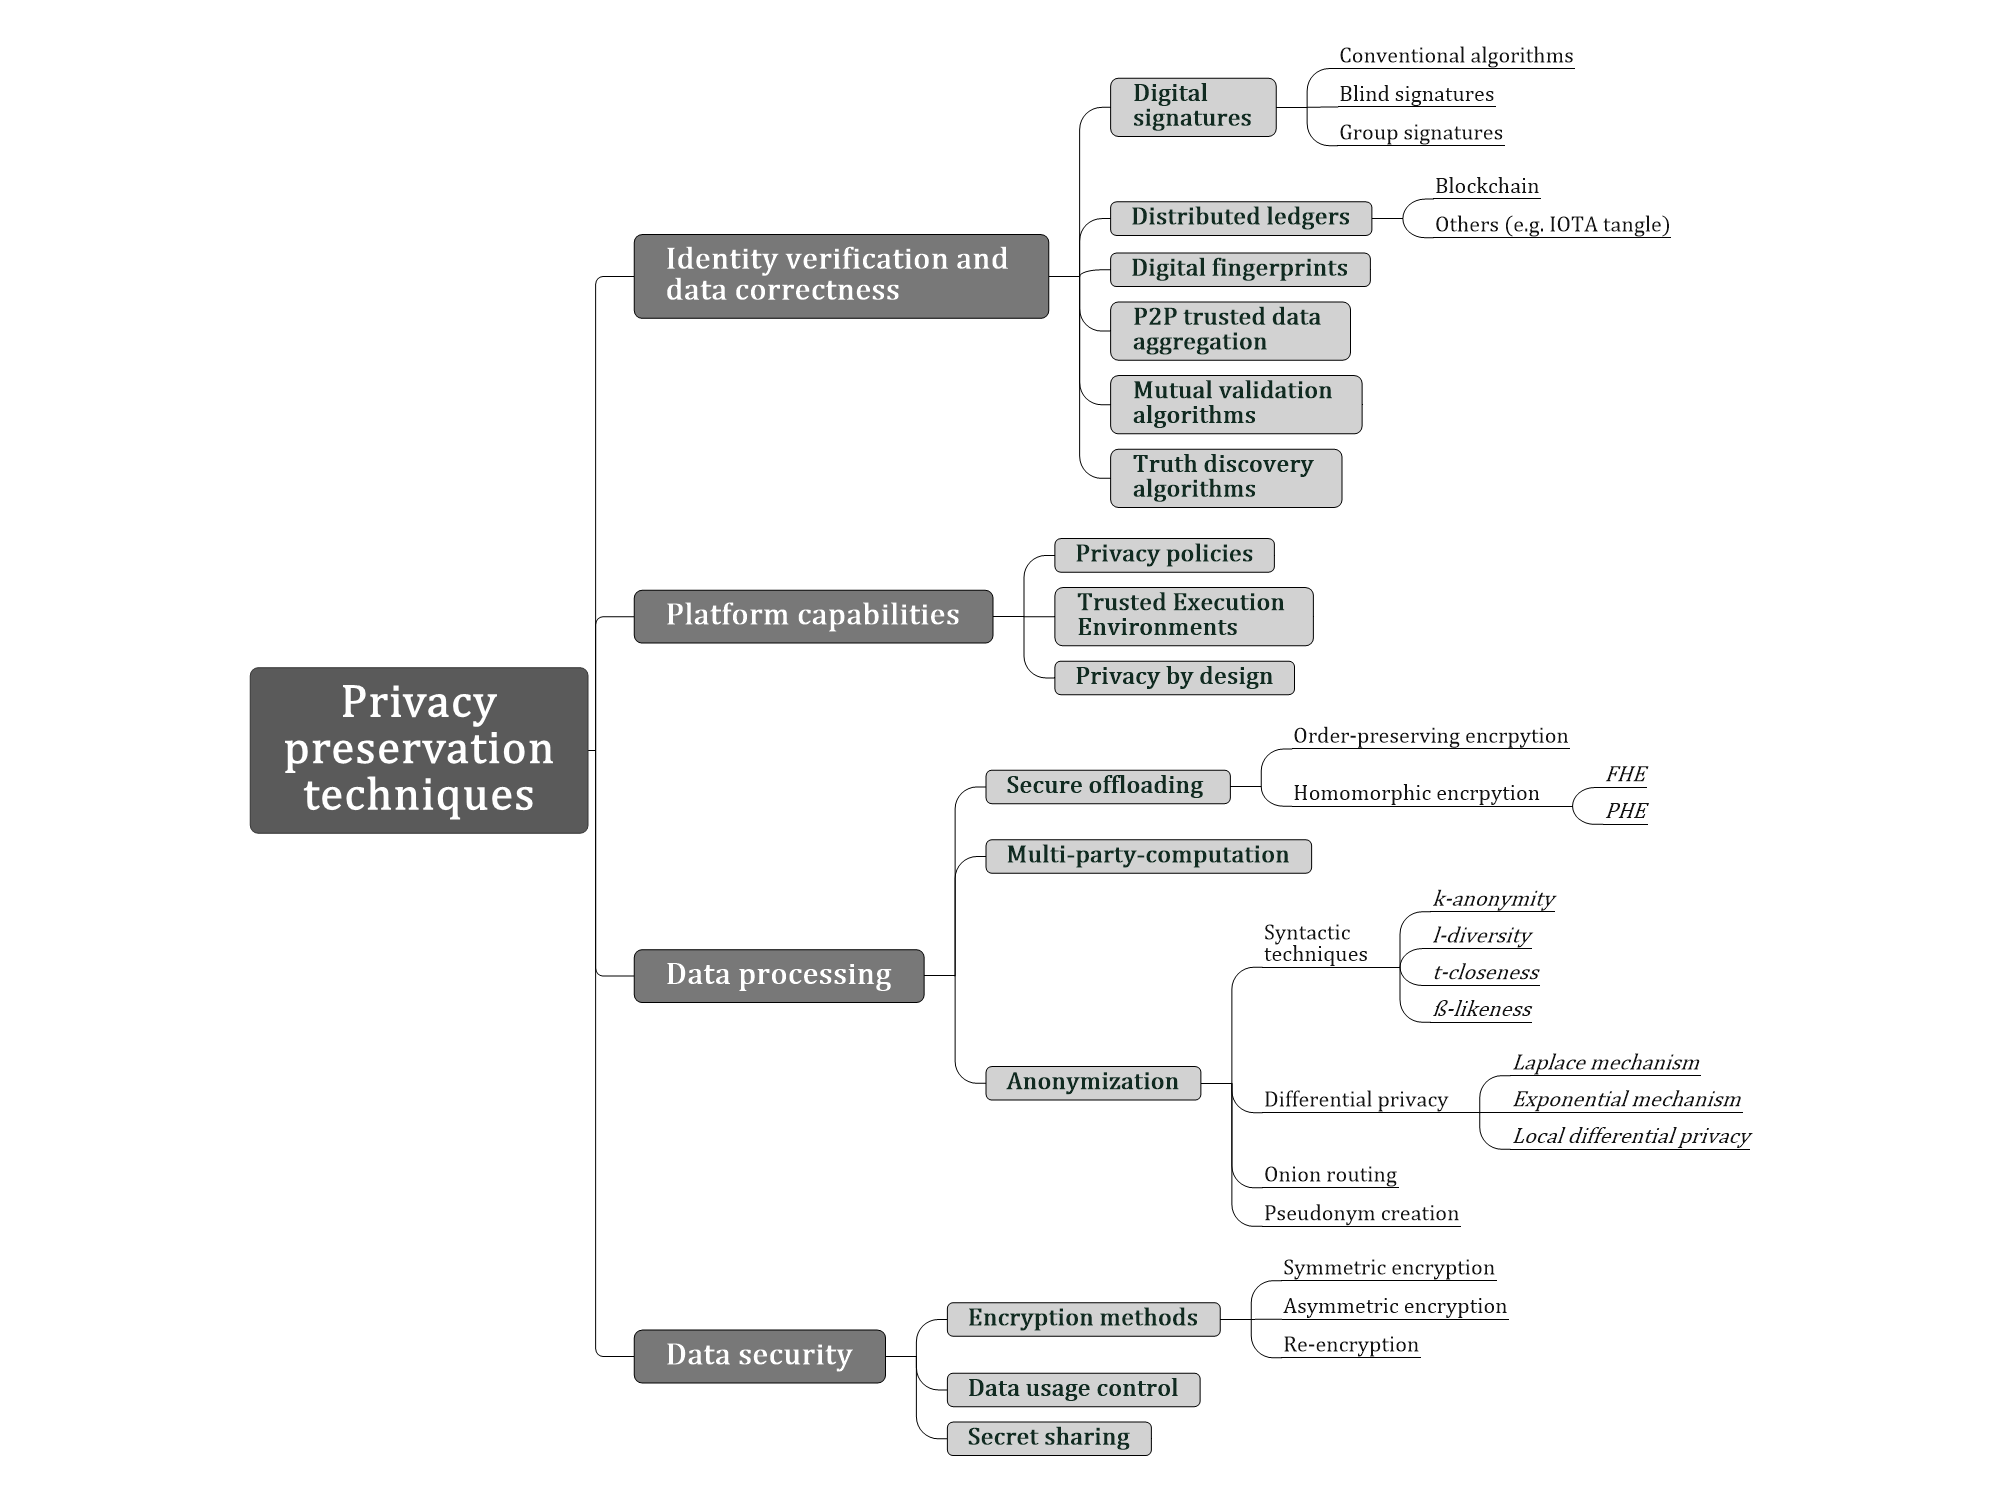 Privacy
preservation
techniques
Identity verification and
data correctness
Digital
signatures
Conventional algorithms
Blind signatures
Group signatures
Distributed ledgers
Blockchain
Others (e.g. IOTA tangle)
Digital fingerprints
P2P trusted data
aggregation
Mutual validation
algorithms
Truth discovery
algorithms
Platform capabilities
Privacy policies
Trusted Execution
Environments
Privacy by design
Data processing
Secure offloading
Order-preserving encrpytion
Homomorphic encrpytion
FHE
PHE
Multi-party-computation
Anonymization
Syntactic
techniques
k-anonymity
l-diversity
t-closeness
ß-likeness
Differential privacy
Laplace mechanism
Exponential mechanism
Local differential privacy
Onion routing
Pseudonym creation
Data security
Encryption methods
Symmetric encryption
Asymmetric encryption
Re-encryption
Data usage control
Secret sharing